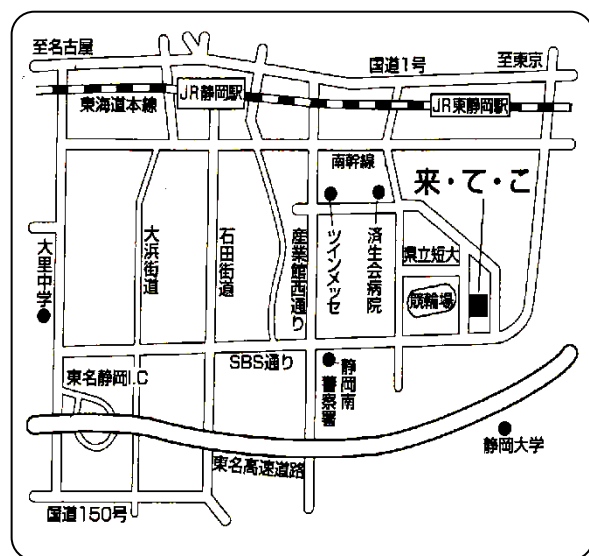 至名古屋
国道1号
至東京
東海道本線
JR静岡駅
JR東静岡駅
南幹線
来・て・こ
大里中学
大浜街道
石田街道
産業館西通り
ツインメッセ
済生会病院
県立短大
競輪場
SBS通り
静岡南
警察署
東名静岡I.C
東名高速道路
静岡大学
国道150号